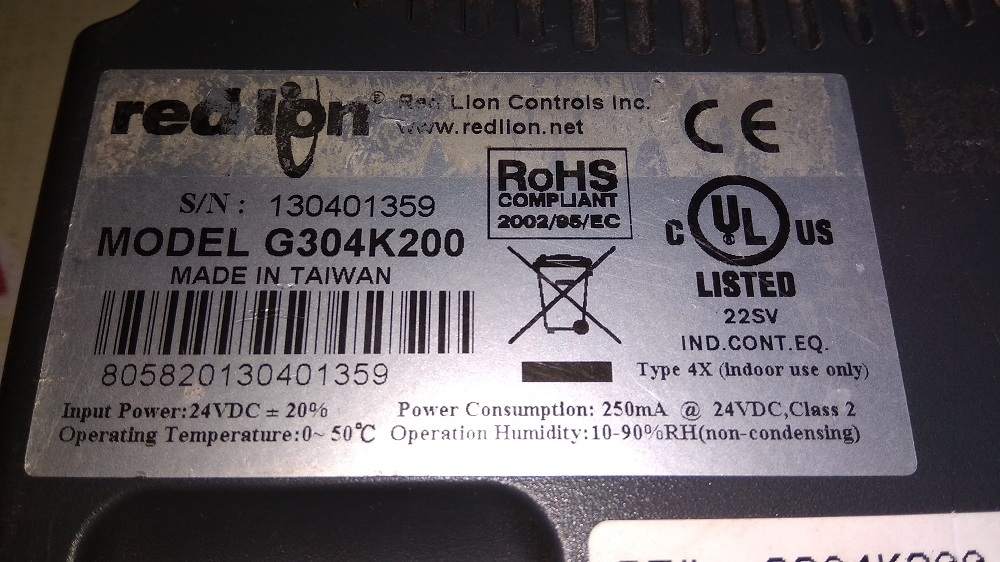 red lion® Red Lion Controls Inc.
www.redlion.net
CE
RoHS
COMPLIANT
2002/95/EC
S/N : 130401359
MODEL G304K200
MADE IN TAIWAN
805820130401359
C UL US
LISTED
22SV
IND.CONT.EQ.
Type 4X (Indoor use only)
Input Power:24VDC ± 20% Power Consumption: 250mA @ 24VDC,Class 2
Operating Temperature:0~ 50℃ Operation Humidity:10-90%RH(non-condensing)